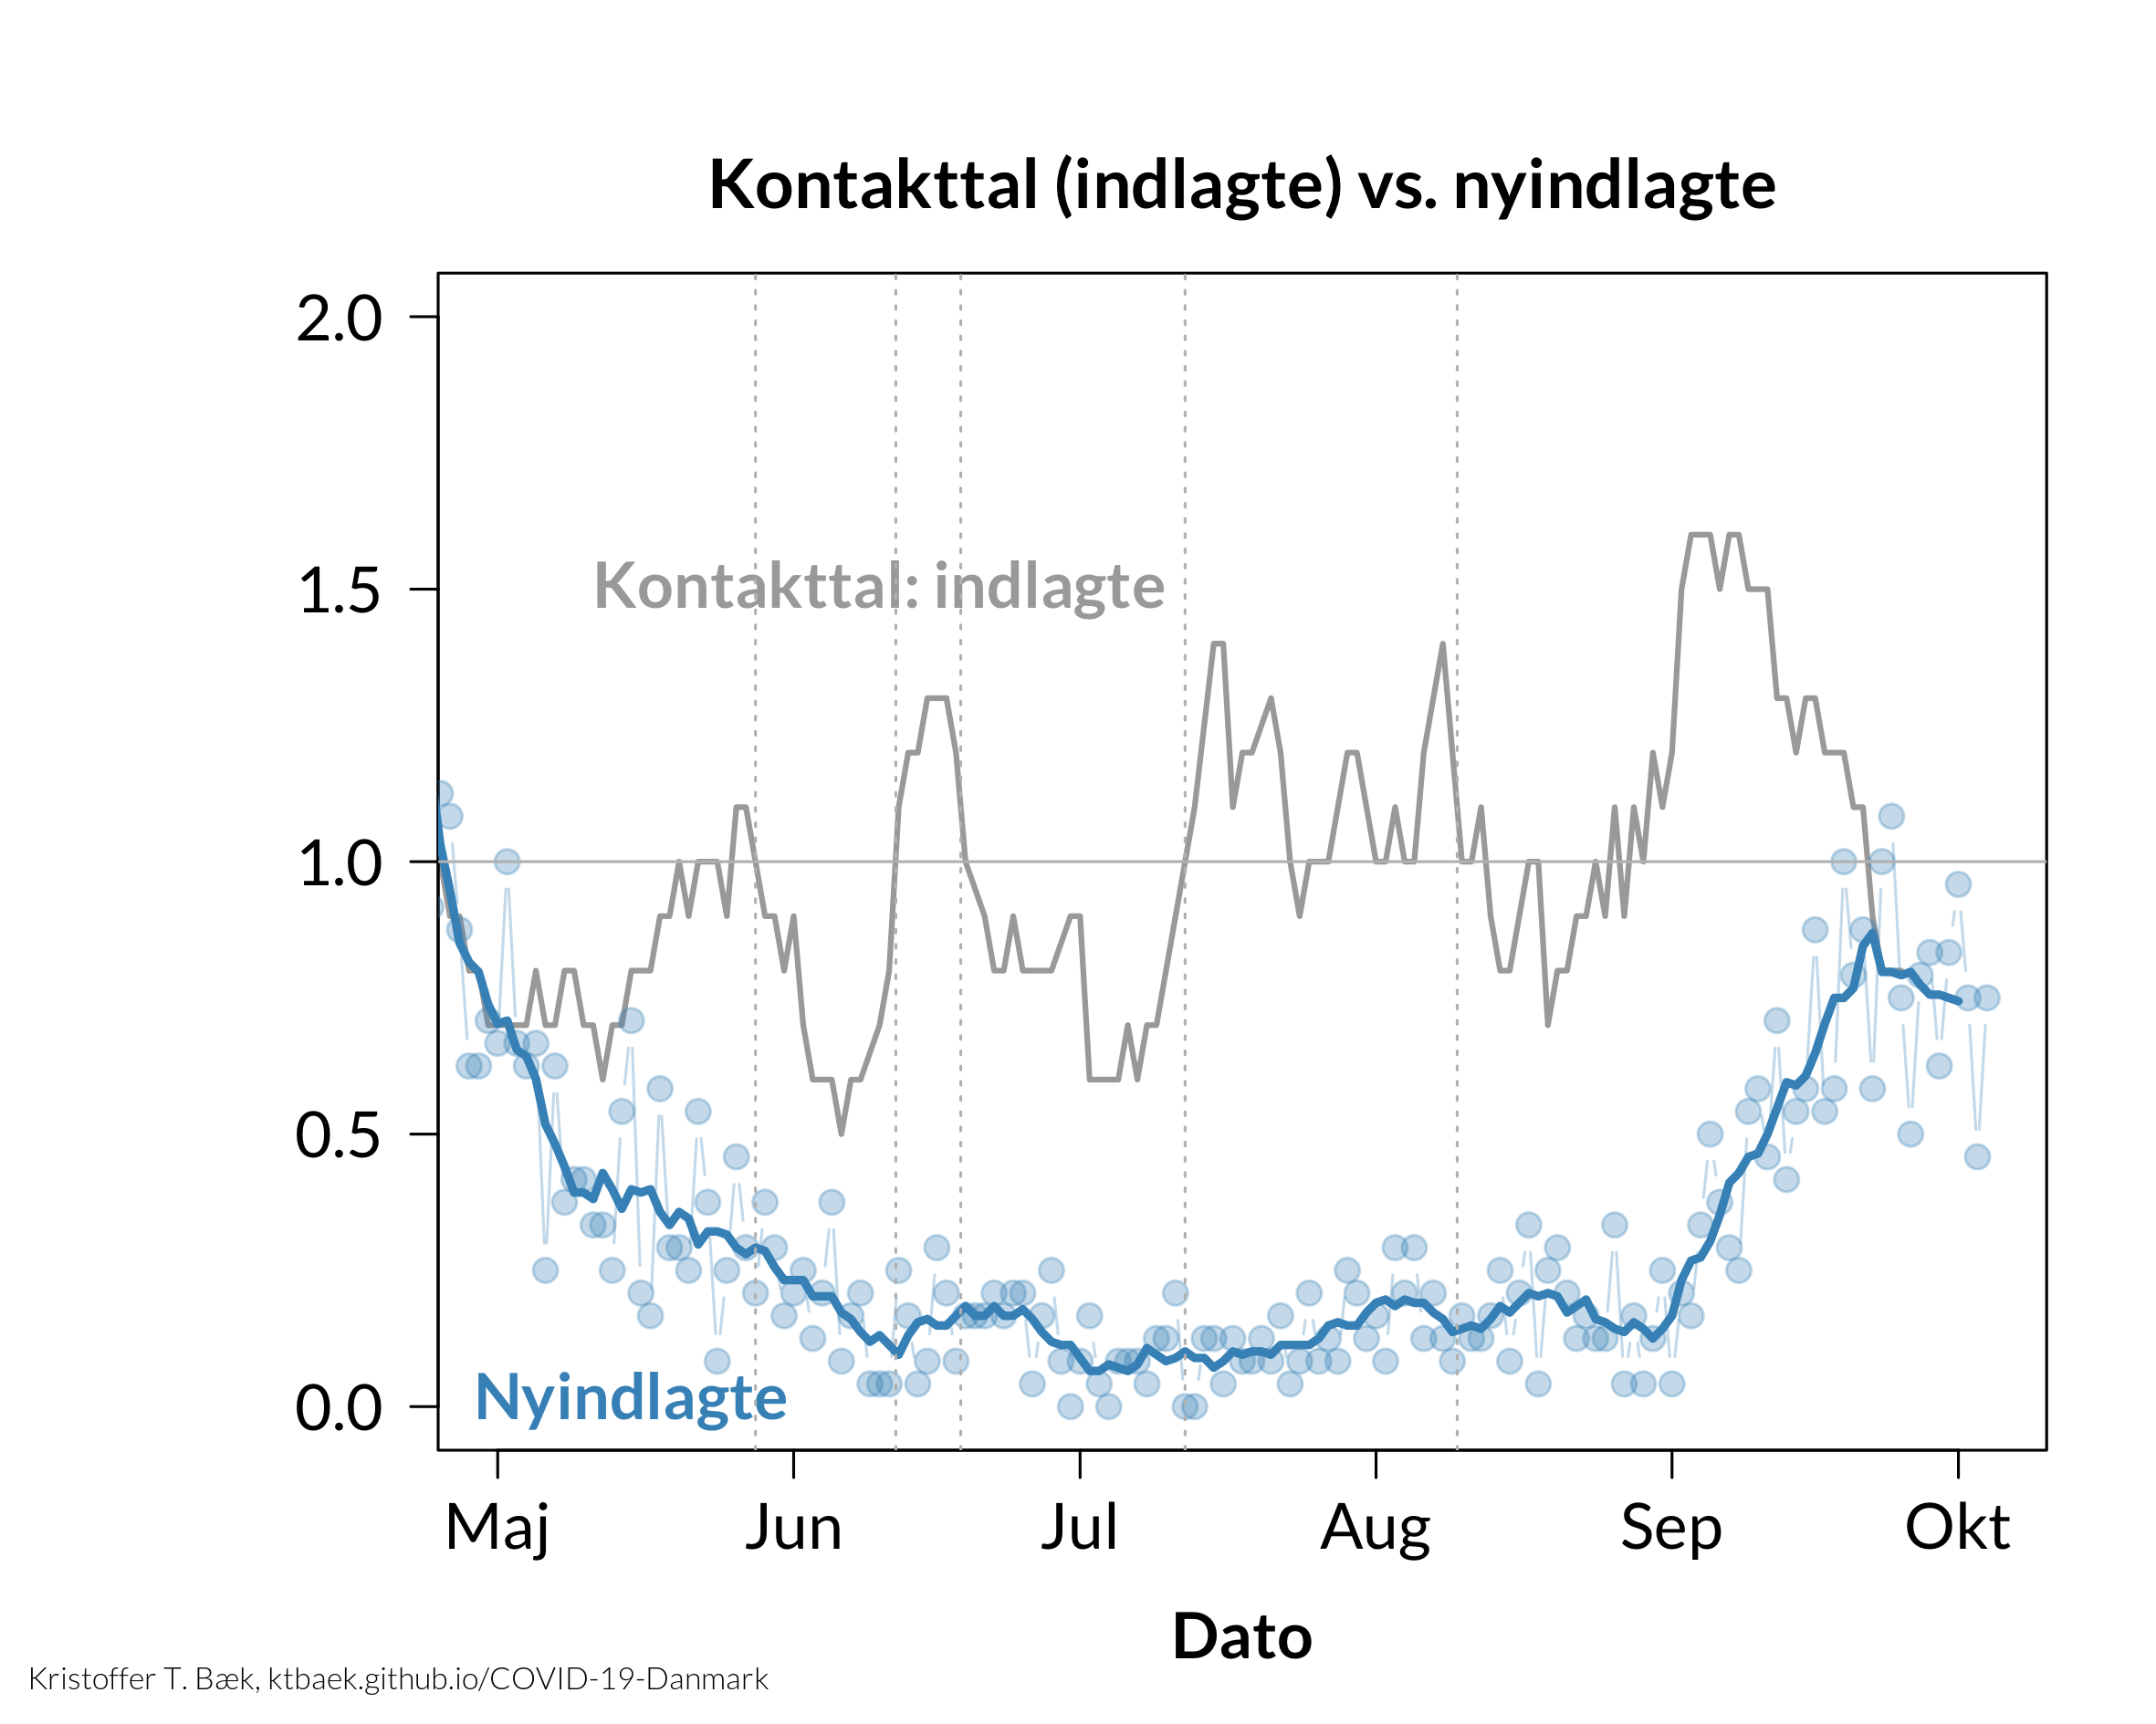 Kontakttal (indlagte) vs. nyindlagte
2.0
1.5
1.0
0.5
0.0
Kontakttal: indlagte
Nyindlagte
Maj Jun Jul Aug Sep Okt
Dato
Kristoffer T. Bæk, ktbaek.github.io/COVID-19-Danmark